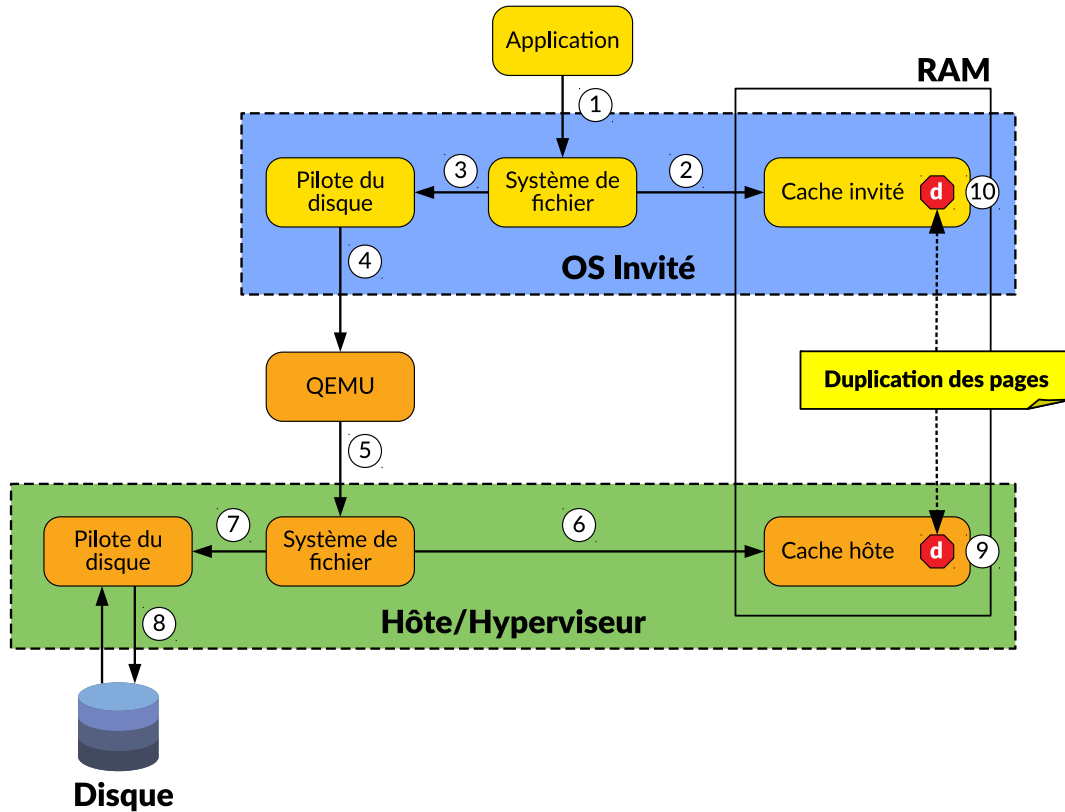 Application
RAM
1
Pilote du
disque
3
Système de
fichier
2
Cache invité
d
10
4
OS Invité
QEMU
Duplication des pages
5
Pilote du
disque
7
Système de
fichier
6
Cache hôte
d
9
8
Hôte/Hyperviseur
Disque